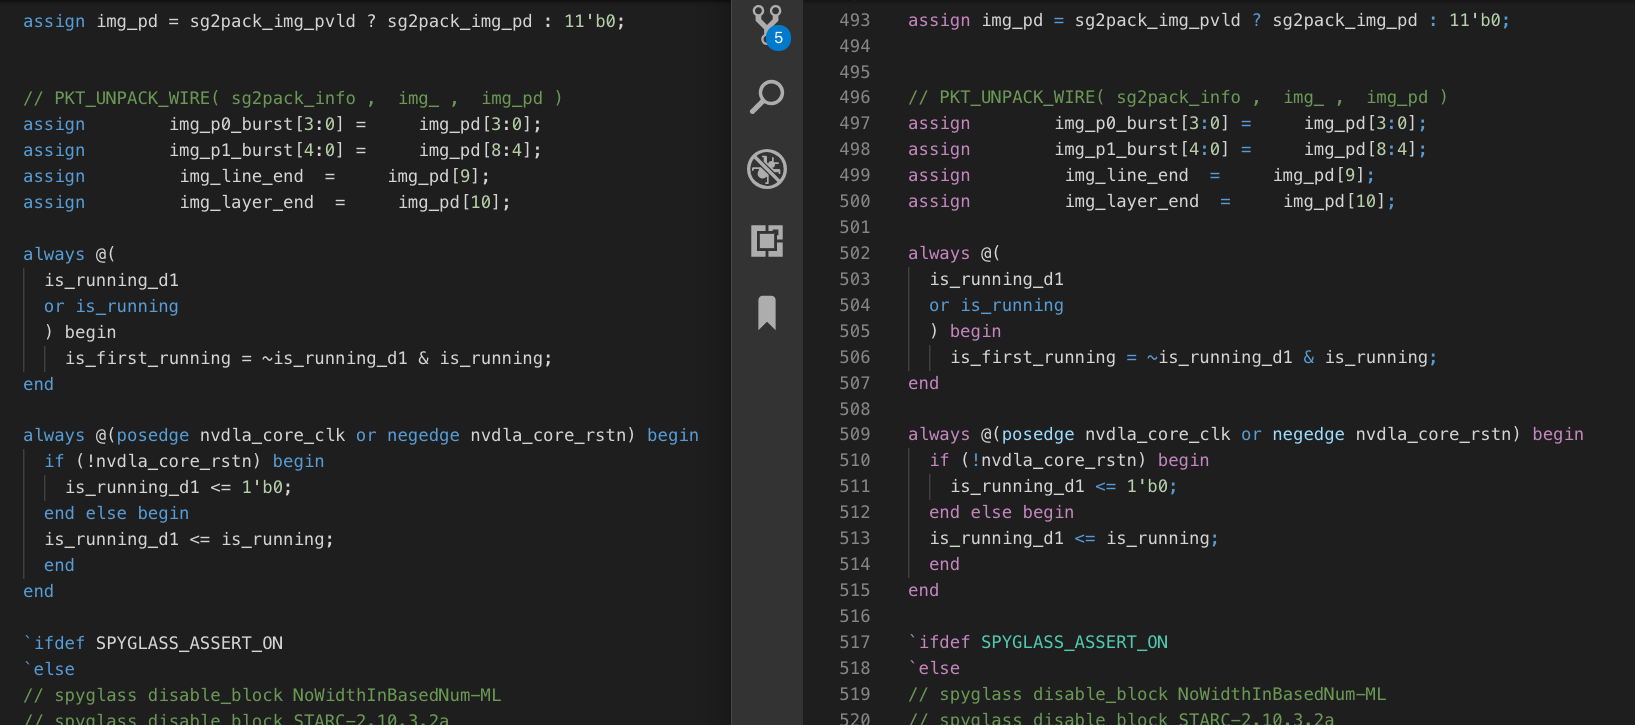 assign img_pd = sg2pack_img_pvld ? sg2pack_img_pd : 11'b0;
// PKT_UNPACK_WIRE( sg2pack_info ,  img_ ,  img_pd )
assign        img_p0_burst[3:0] =     img_pd[3:0];
assign        img_p1_burst[4:0] =     img_pd[8:4];
assign         img_line_end  =     img_pd[9];
assign         img_layer_end  =     img_pd[10];
always @(
is_running_d1
or is_running
) begin
is_first_running = ~is_running_d1 & is_running;
end
always @(posedge nvdla_core_clk or negedge nvdla_core_rstn) begin
if (!nvdla_core_rstn) begin
is_running_d1 <= 1'b0;
end else begin
is_running_d1 <= is_running;
end
end
`ifdef SPYGLASS_ASSERT_ON
`else
// spyglass disable_block NoWidthInBasedNum-ML
// spyglass disable_block STARC-2.10.3.2a
5
493 assign img_pd = sg2pack_img_pvld ? sg2pack_img_pd : 11'b0;
494
495
496 // PKT_UNPACK_WIRE( sg2pack_info ,  img_ ,  img_pd )
497 assign        img_p0_burst[3:0] =     img_pd[3:0];
498 assign        img_p1_burst[4:0] =     img_pd[8:4];
499 assign         img_line_end  =     img_pd[9];
500 assign         img_layer_end  =     img_pd[10];
501
502 always @(
503 is_running_d1
504 or is_running
505 ) begin
506 is_first_running = ~is_running_d1 & is_running;
507 end
508
509 always @(posedge nvdla_core_clk or negedge nvdla_core_rstn) begin
510 if (!nvdla_core_rstn) begin
511 is_running_d1 <= 1'b0;
512 end else begin
513 is_running_d1 <= is_running;
514 end
515 end
516
517 `ifdef SPYGLASS_ASSERT_ON
518 `else
519 // spyglass disable_block NoWidthInBasedNum-ML
520 // spyglass disable_block STARC-2.10.3.2a